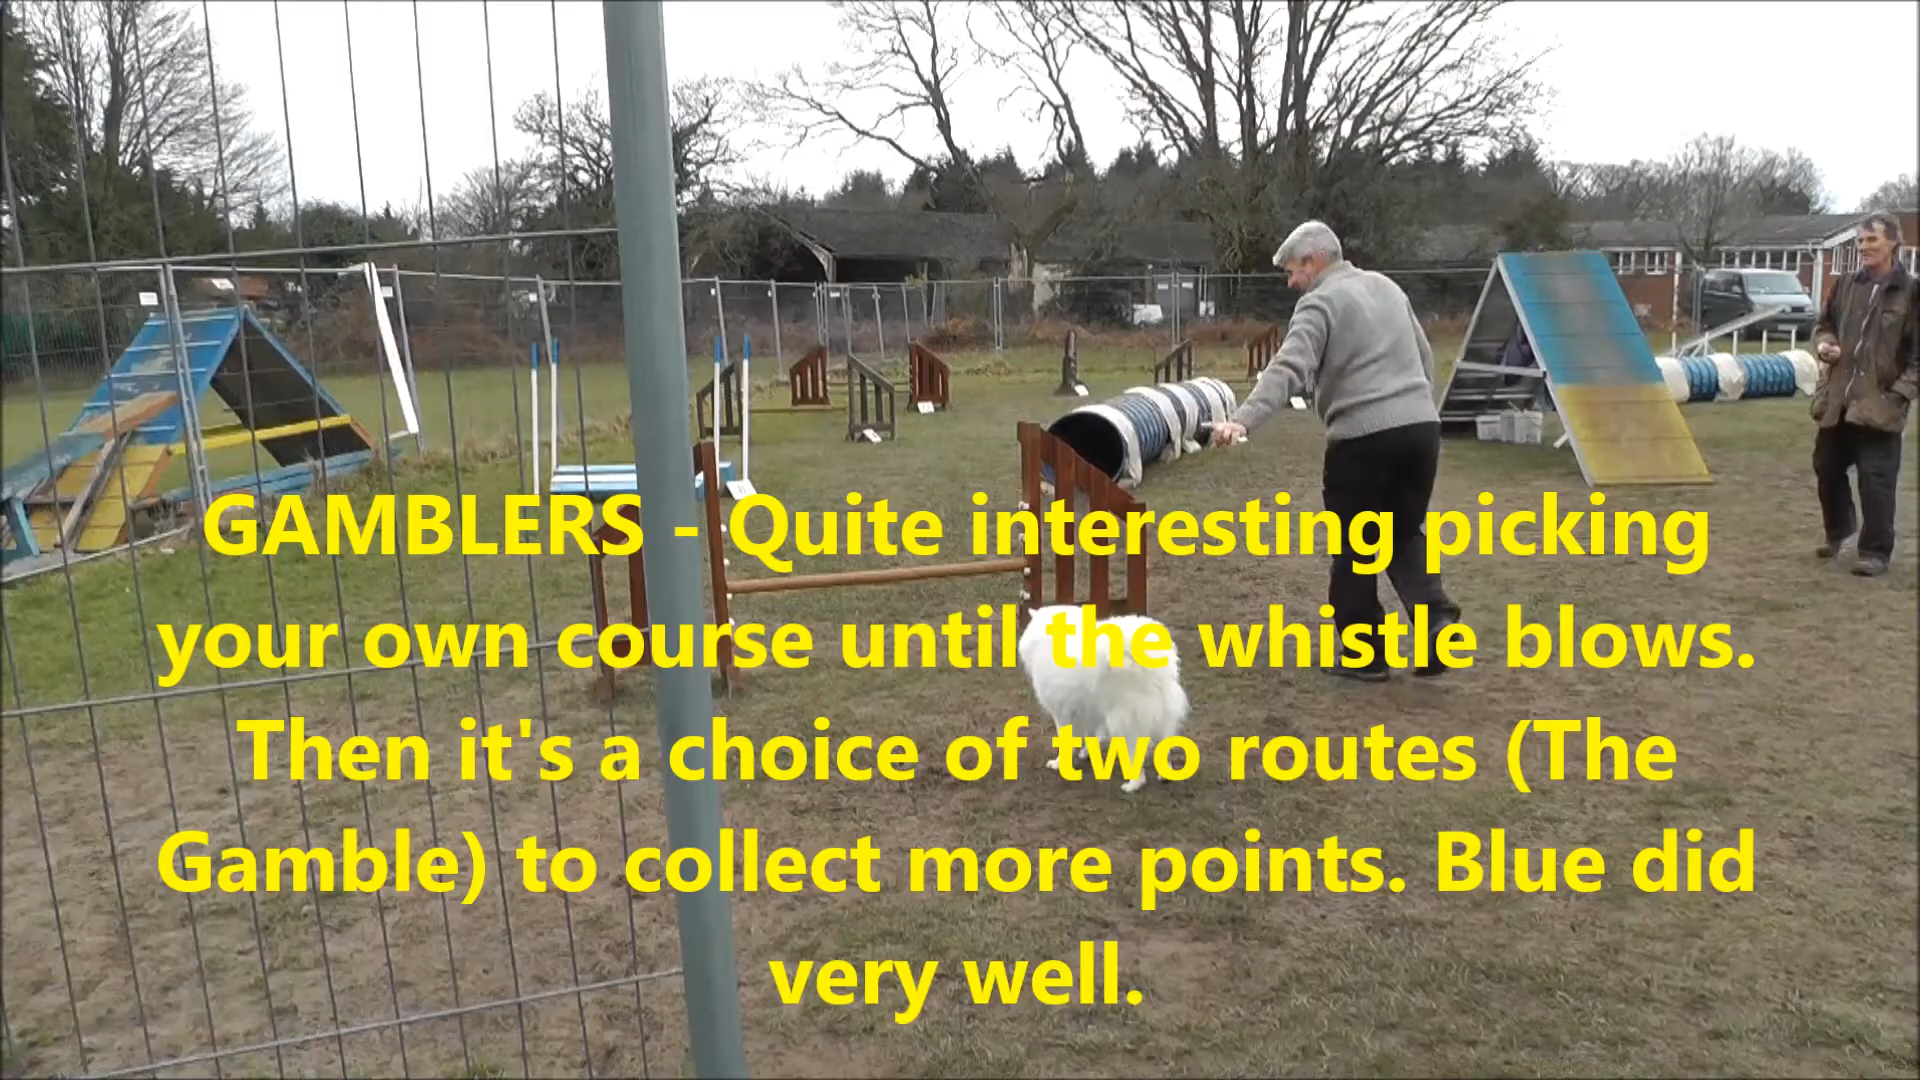 GAMBLERS - Quite interesting picking
your own course until the whistle blows.
Then it's a choice of two routes (The
Gamble) to collect more points. Blue did
very well.